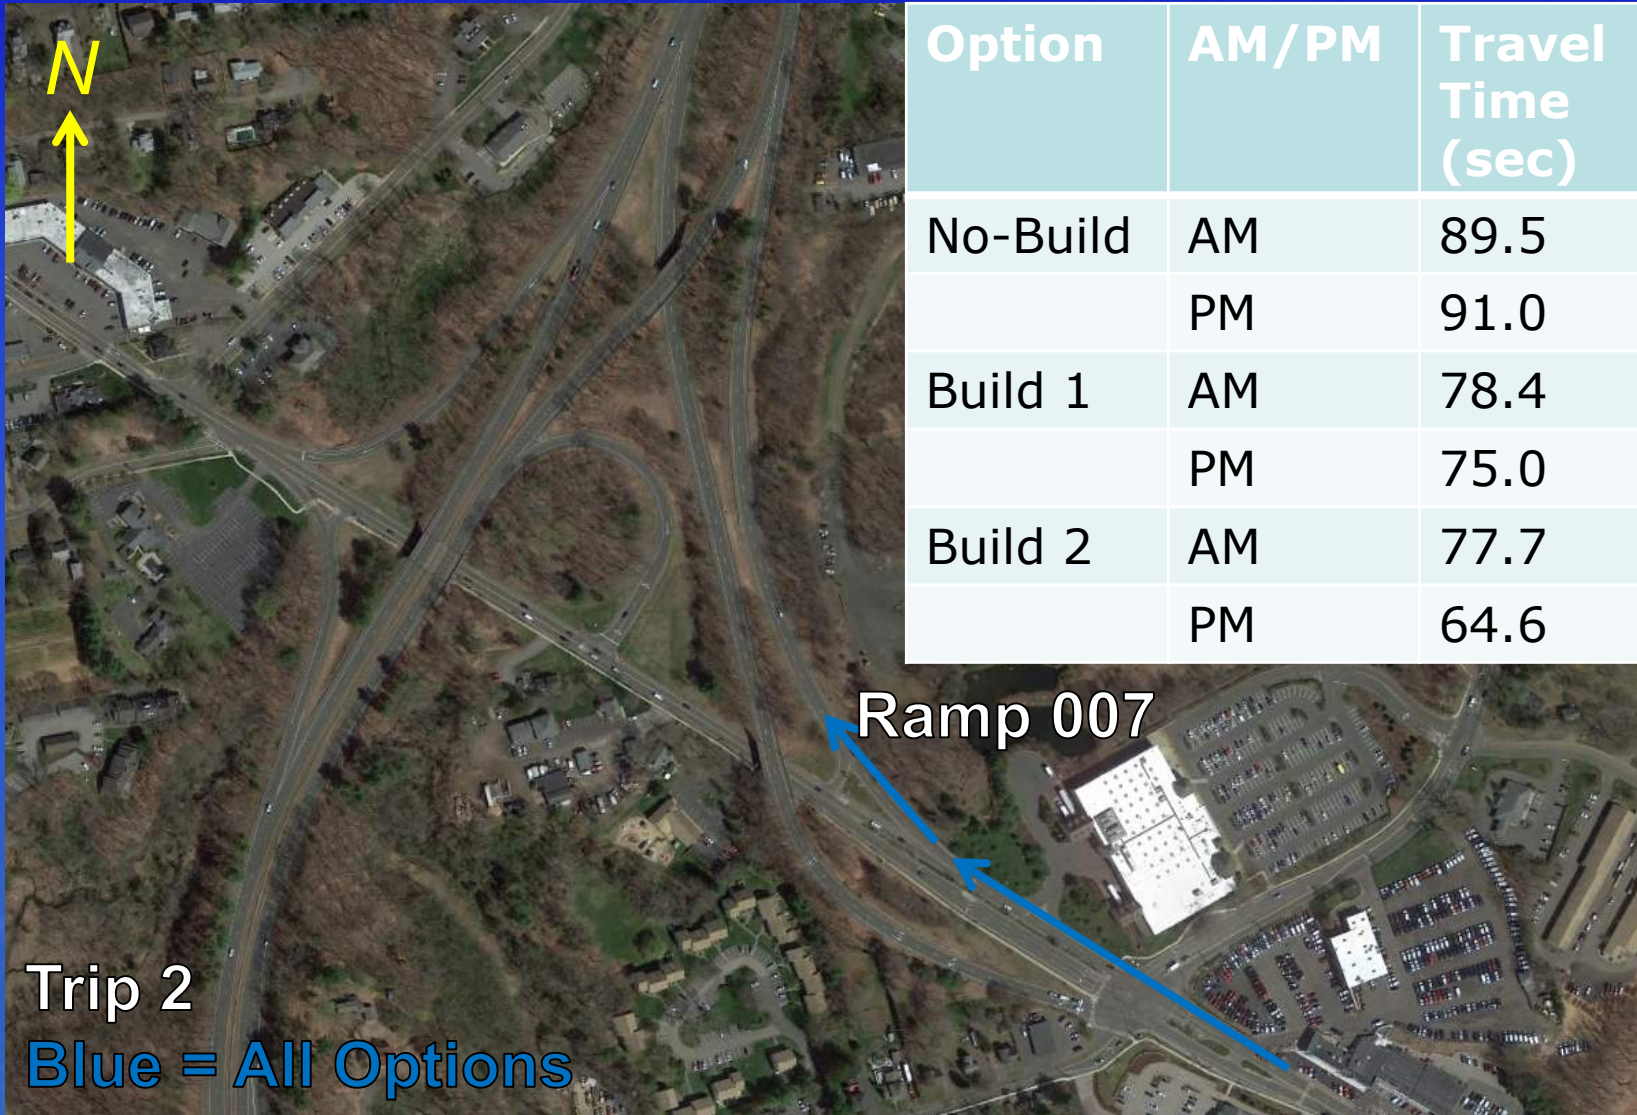 N
Option AM/PM Travel
Time
(sec)
No-Build AM 89.5
PM 91.0
Build 1 AM 78.4
PM 75.0
Build 2 AM 77.7
PM 64.6
Ramp 007
Trip 2
Blue = All Options